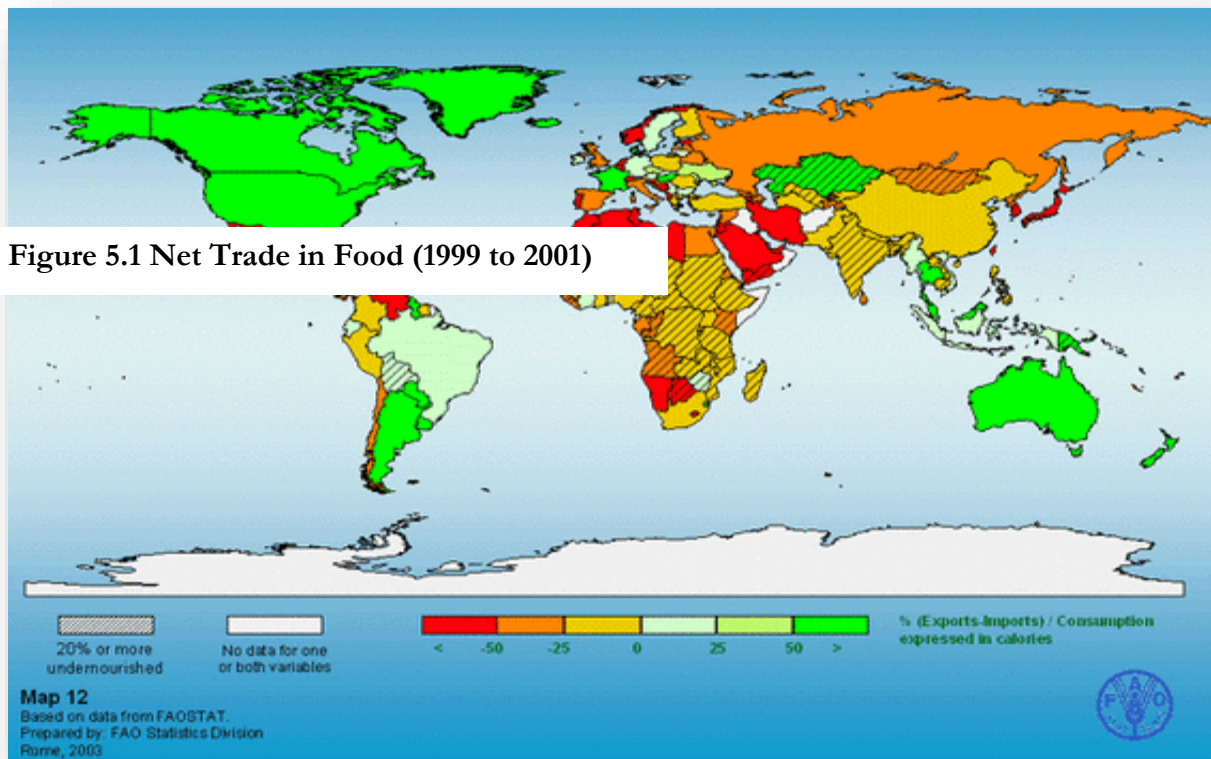 Figure 5.1 Net Trade in Food (1999 to 2001)
20% or more
undernourished
No data for one
or both variables
< -50 -25 0 25 50 >
% (Exports-Imports) / Consumption
expressed in calories
Map 12
Based on data from FAOSTAT.
Prepared by: FAO Statistics Division
Rome, 2003
F A O